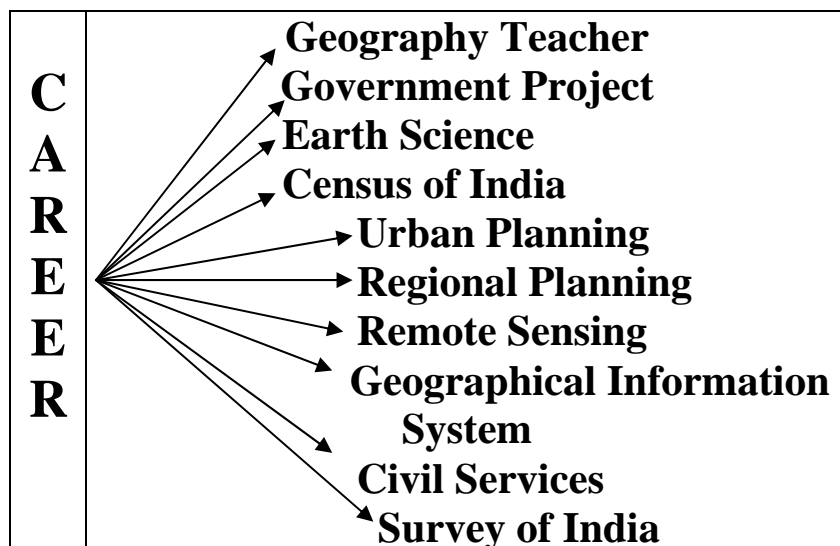 CAREER
Geography Teacher
Government Project
Earth Science
Census of India
Urban Planning
Regional Planning
Remote Sensing
Geographical Information
System
Civil Services
Survey of India